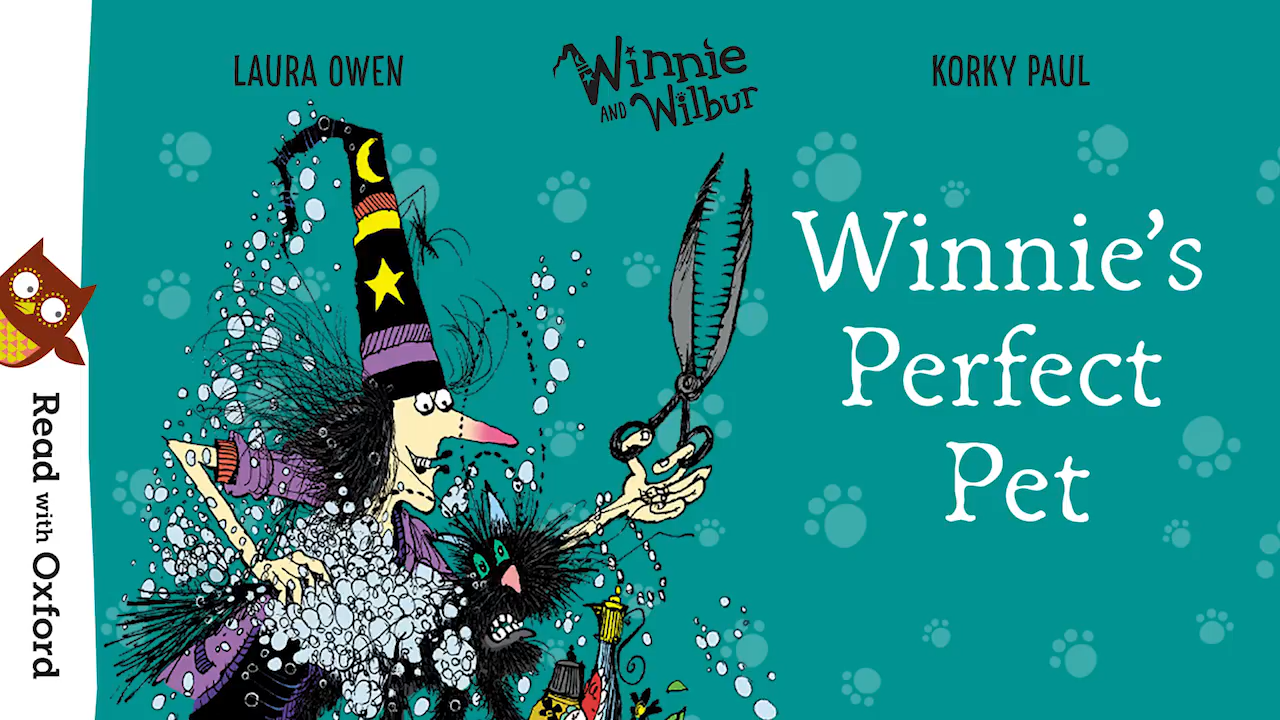 LAURA OWEN
Winnie
AND Wilbur
KORKY PAUL
Winnie's
Perfect
Pet
Read with Oxford